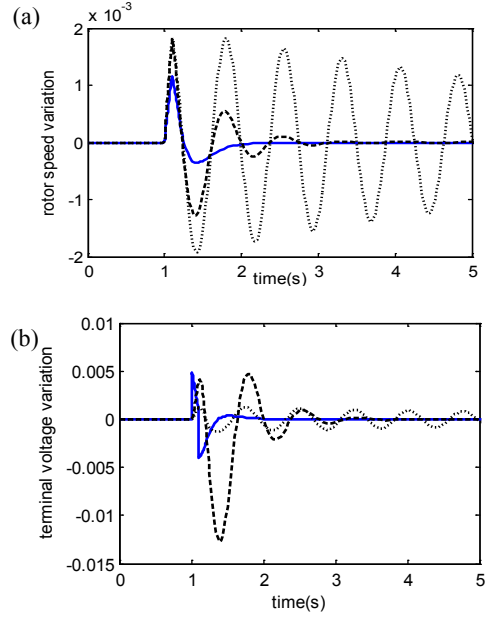 (a)
x 10^-3
2
1
0
-1
-2
rotor speed variation
0 1 2 3 4 5
time(s)
(b)
0.01
0.005
0
-0.005
-0.01
-0.015
terminal voltage variation
0 1 2 3 4 5
time(s)